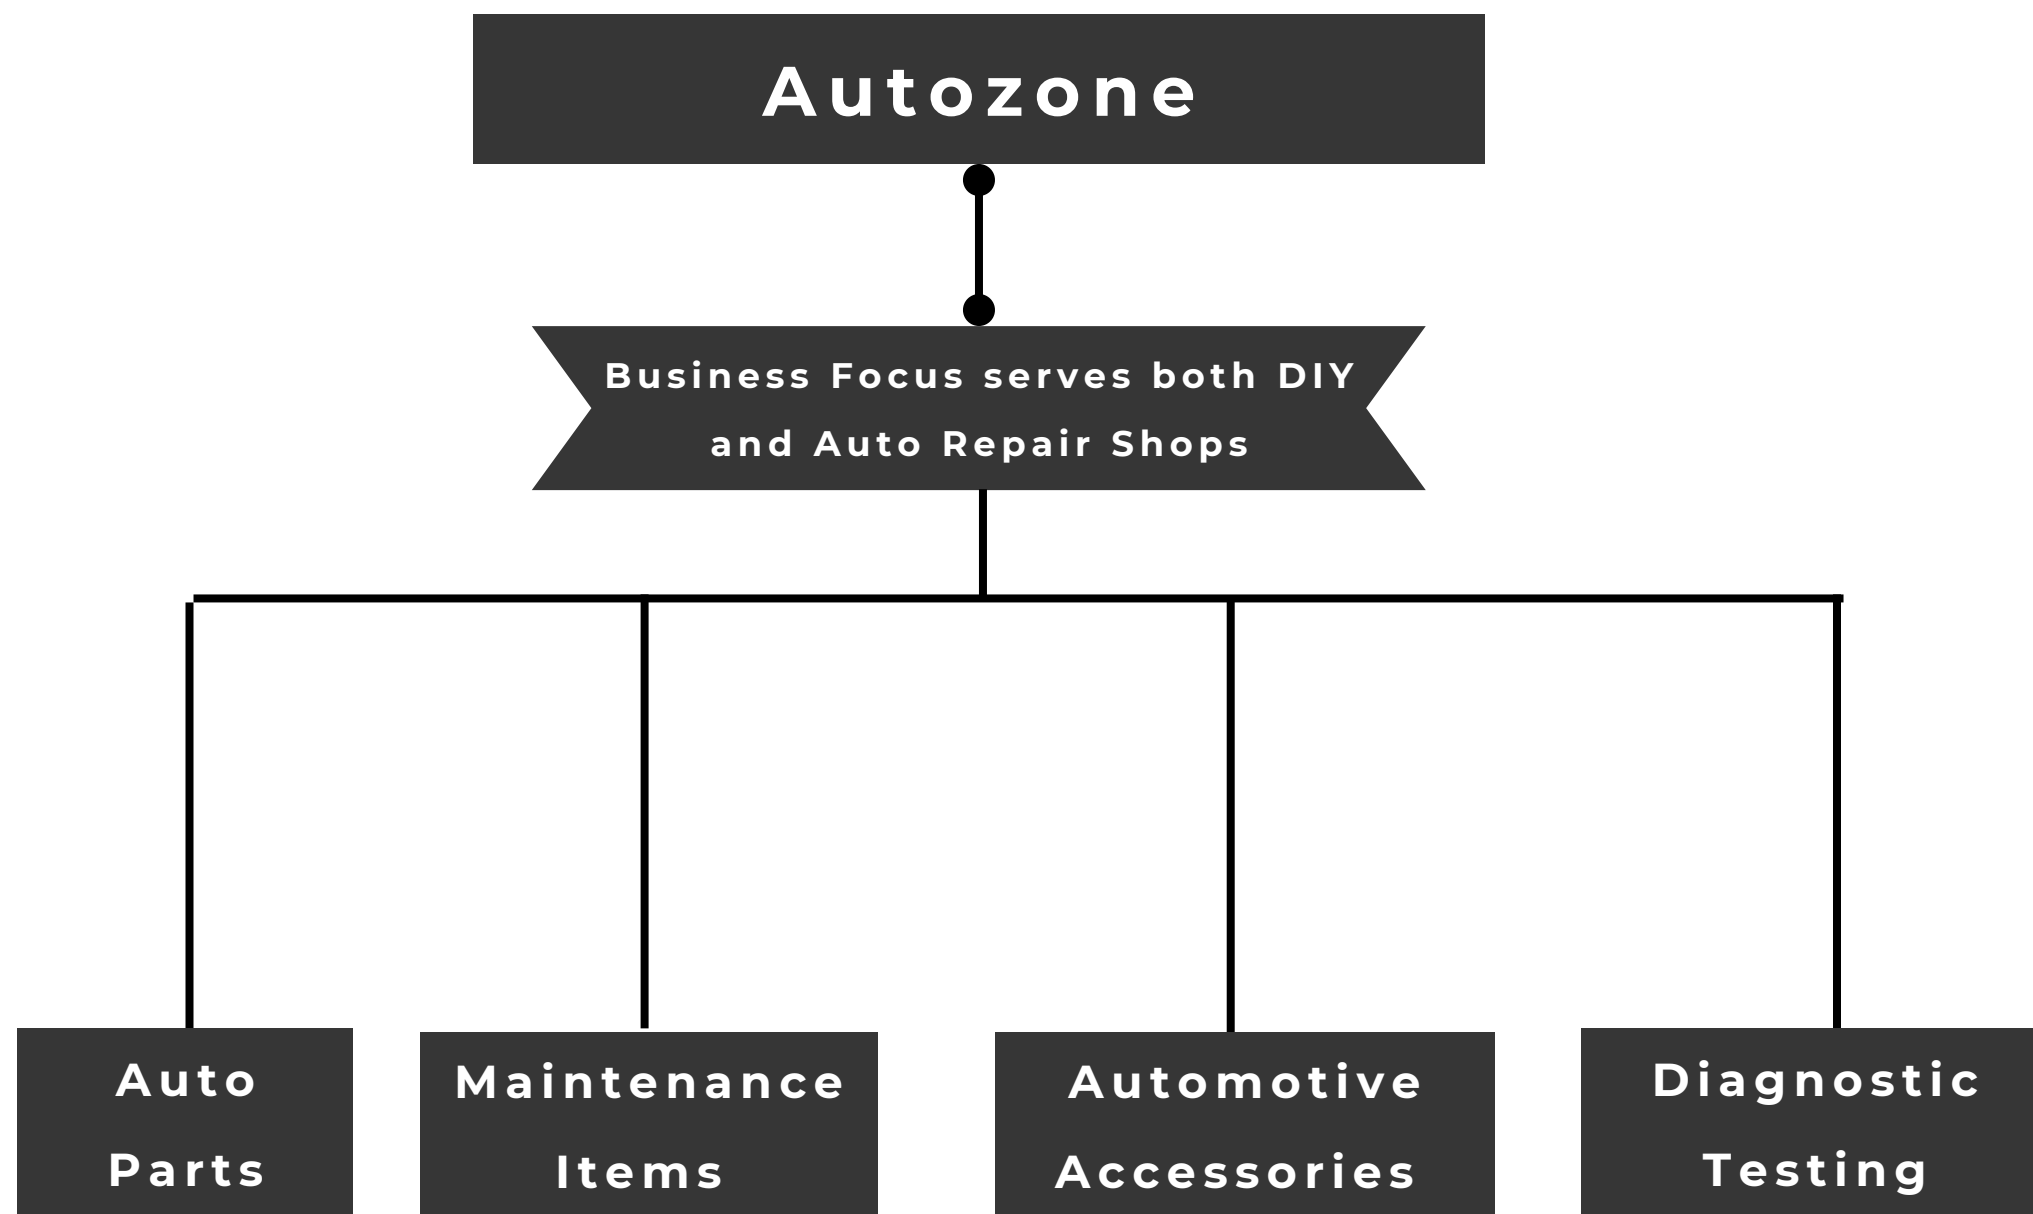 Autozone
Business Focus serves both DIY
and Auto Repair Shops
Auto
Parts
Maintenance
Items
Automotive
Accessories
Diagnostic
Testing